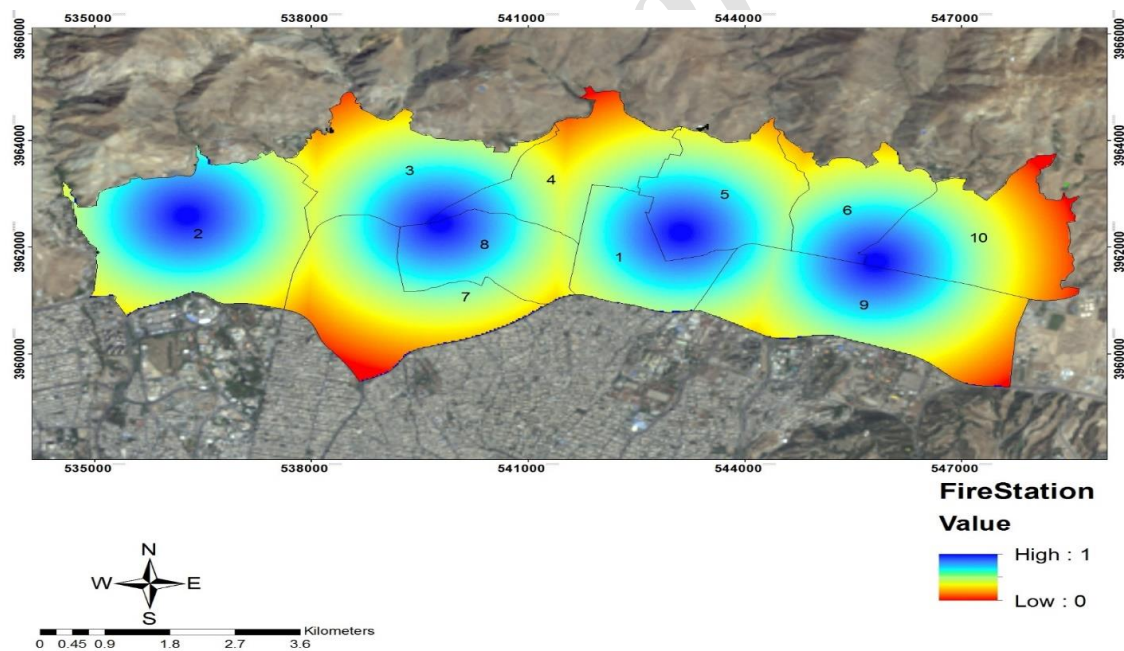 535000 538000 541000 544000 547000
3966000 3966000
3964000 3964000
3962000 3962000
3960000 3960000
3
4
5
6
10
2
8
1
7
9
535000 538000 541000 544000 547000
FireStation
Value
High : 1
Low : 0
N
W E
S
Kilometers
0 0.45 0.9 1.8 2.7 3.6